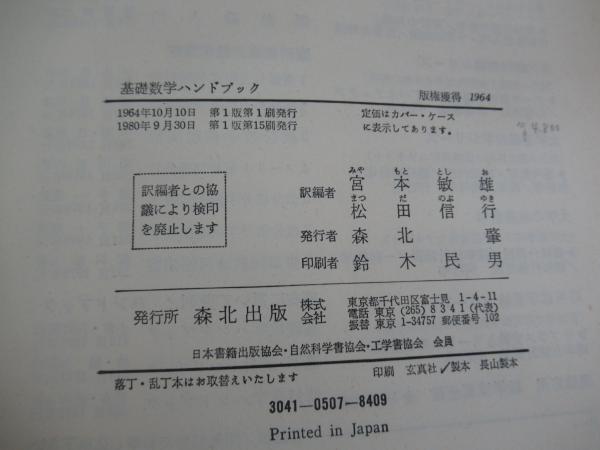 基礎数学ハンドブック
版権獲得 1964
1964年10月10日 第1版第1刷発行
1980年9月30日 第1版第15刷発行
定価はカバー・ケース
に表示してあります。
4.800
訳編者との協
議により検印
を廃止します
みや もと とし お
訳編者 宮本敏雄
まつ だ のぶ ゆき
松田信行
発行者 森北肇
印刷者 鈴木民男
発行所 森北出版 株式会社
東京都千代田区富士見 1-4-11
電話 東京 (265) 8341 (代表)
振替 東京 1-34757 郵便番号 102
日本書籍出版協会・自然科学書協会・工学書協会 会員
落丁・乱丁本はお取替えいたします
印刷 玄真社/製本 長山製本
3041-0507-8409
Printed in Japan